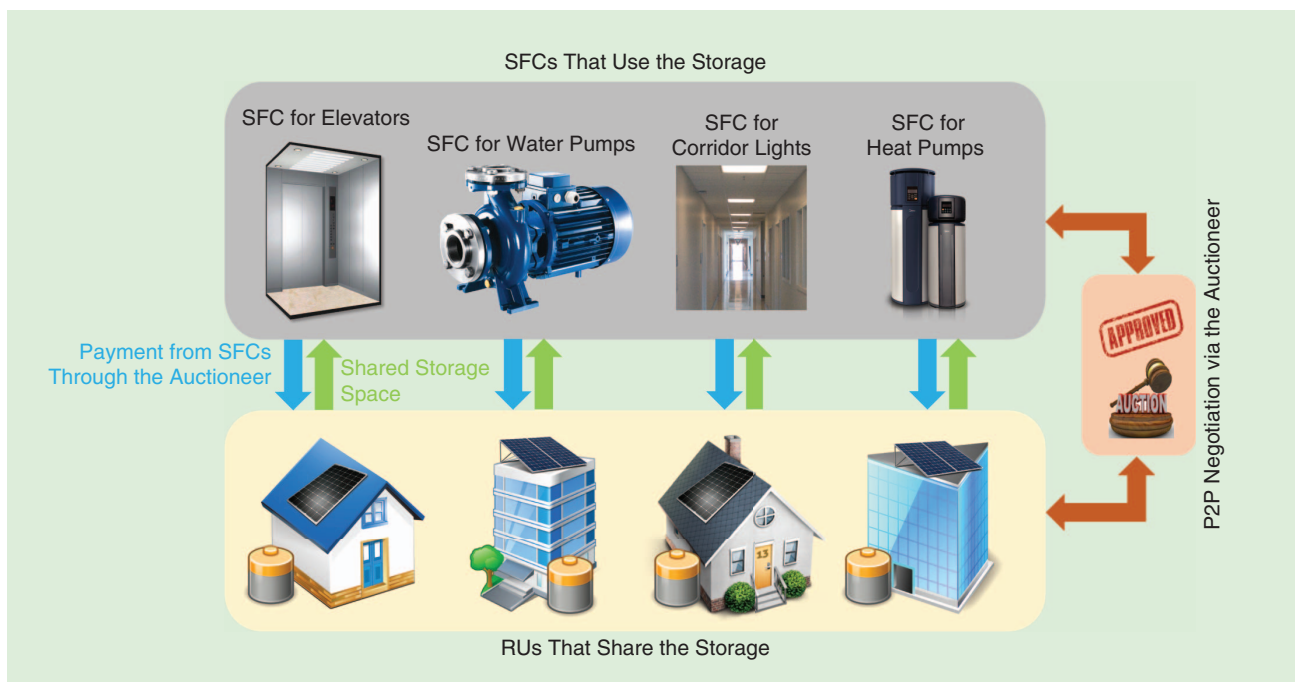 SFCs That Use the Storage
SFC for Elevators
SFC for Water Pumps
SFC for
Corridor Lights
SFC for
Heat Pumps
Payment from SFCs
Through the Auctioneer
Shared Storage
Space
APPROVED
AUCTION
P2P Negotiation via the Auctioneer
13
RUs That Share the Storage